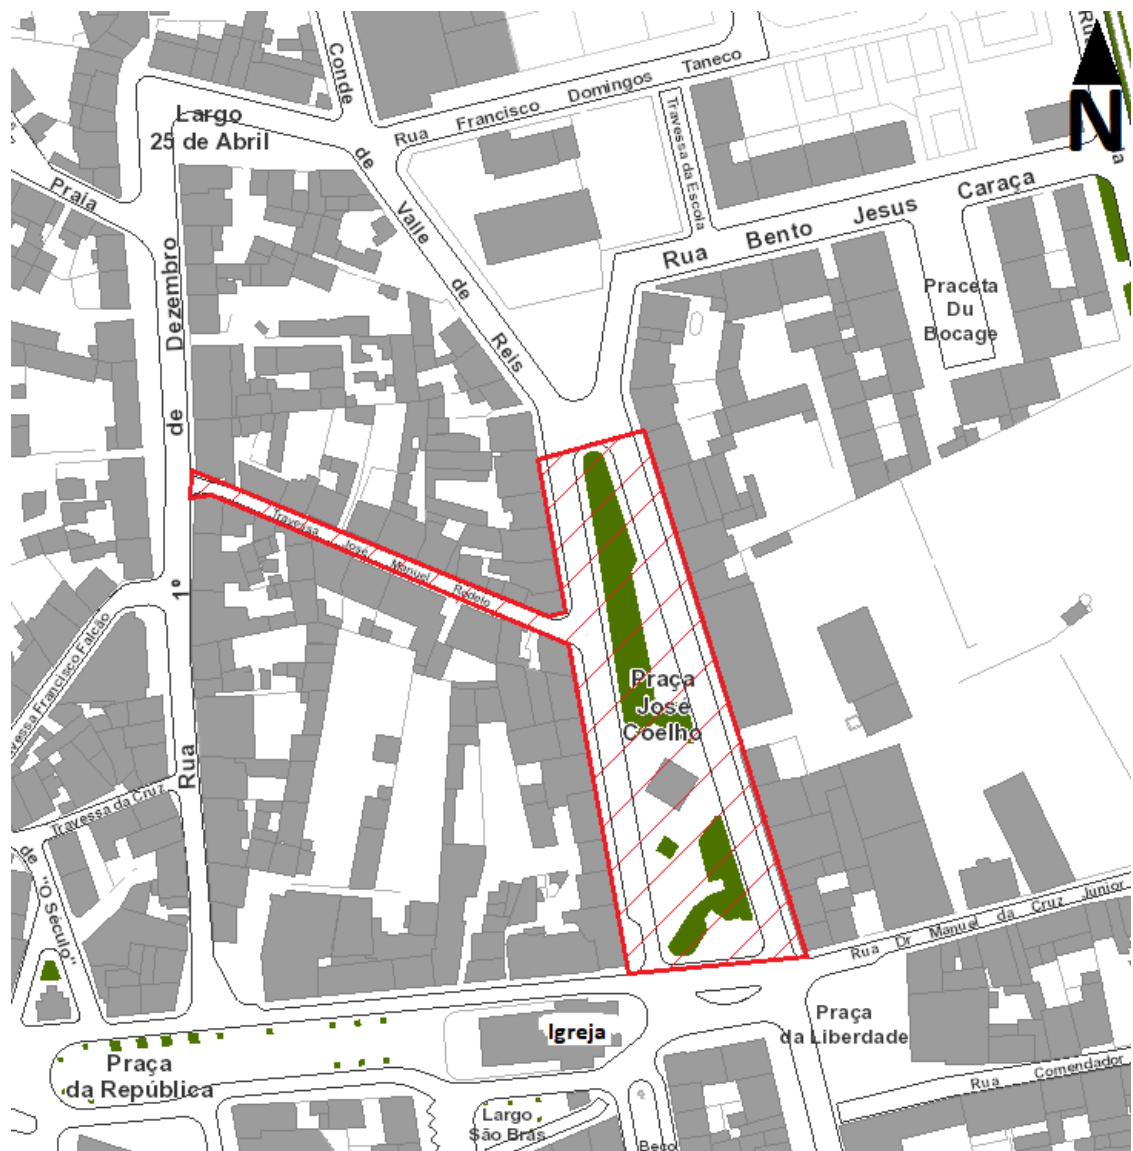 Conde
de
Valle
de
Reis
Rua Francisco Domingos Taneco
N
Largo
25 de Abril
Travessa da Escola
Praia
Rua Bento Jesus Caraça
Praceta
Du
Bocage
Rua 1º de Dezembro
Travessa José Manuel Redelo
Francisco Falcão
Praça
José
Coelho
Travessa da Cruz
de "O Século"
Rua Dr Manuel da Cruz Junior
Igreja
Praça
da Liberdade
Praça
da República
Rua Comendador
Largo
São Brás
Beco